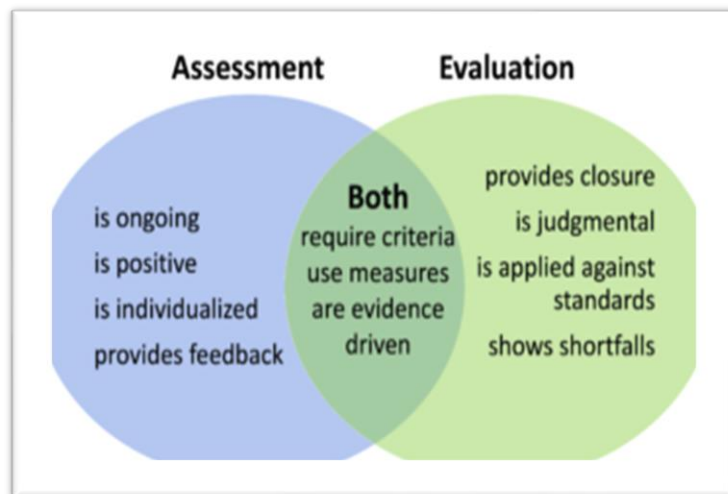 Assessment
Evaluation
is ongoing
is positive
is individualized
provides feedback
Both
require criteria
use measures
are evidence
driven
provides closure
is judgmental
is applied against
standards
shows shortfalls